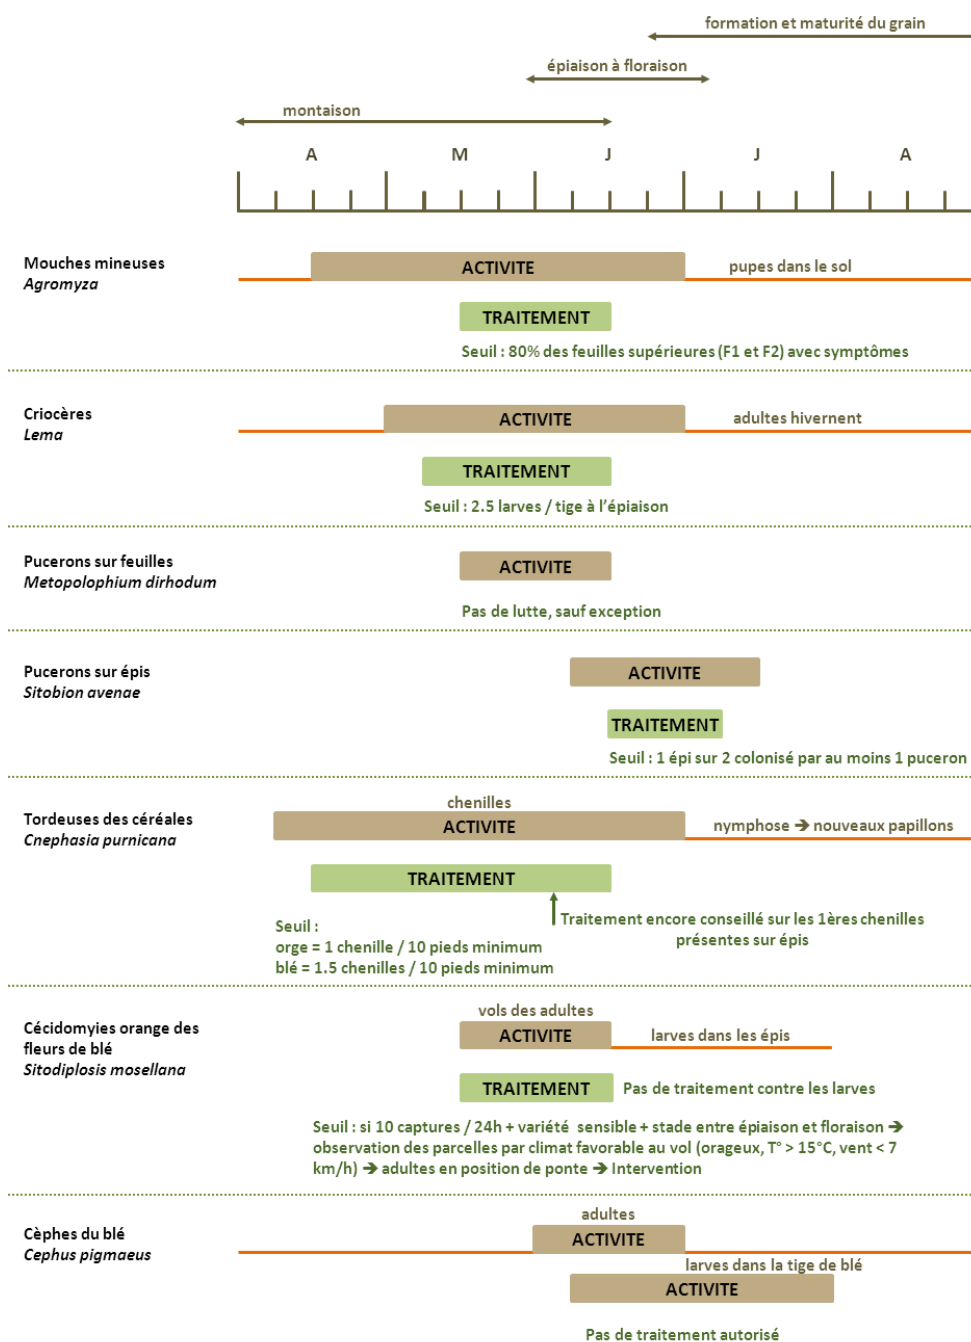 formation et maturité du grain
épiaison à floraison
montaison
A M J J A
Mouches mineuses
Agromyza
ACTIVITE
pupes dans le sol
TRAITEMENT
Seuil : 80% des feuilles supérieures (F1 et F2) avec symptômes
Criocères
Lema
ACTIVITE
adultes hivernent
TRAITEMENT
Seuil : 2.5 larves / tige à l'épiaison
Pucerons sur feuilles
Metopolophium dirhodum
ACTIVITE
Pas de lutte, sauf exception
Pucerons sur épis
Sitobion avenae
ACTIVITE
TRAITEMENT
Seuil : 1 épi sur 2 colonisé par au moins 1 puceron
Tordeuses des céréales
Cnephasia purnicana
chenilles
ACTIVITE
nymphose ➔ nouveaux papillons
TRAITEMENT
Traitement encore conseillé sur les 1ères chenilles
présentes sur épis
Seuil :
orge = 1 chenille / 10 pieds minimum
blé = 1.5 chenilles / 10 pieds minimum
Cécidomyies orange des
fleurs de blé
Sitodiplosis mosellana
vols des adultes
ACTIVITE
larves dans les épis
TRAITEMENT
Pas de traitement contre les larves
Seuil : si 10 captures / 24h + variété sensible + stade entre épiaison et floraison ➔
observation des parcelles par climat favorable au vol (orageux, T° > 15°C, vent < 7
km/h) ➔ adultes en position de ponte ➔ Intervention
Cèphes du blé
Cephus pigmaeus
adultes
ACTIVITE
larves dans la tige de blé
ACTIVITE
Pas de traitement autorisé